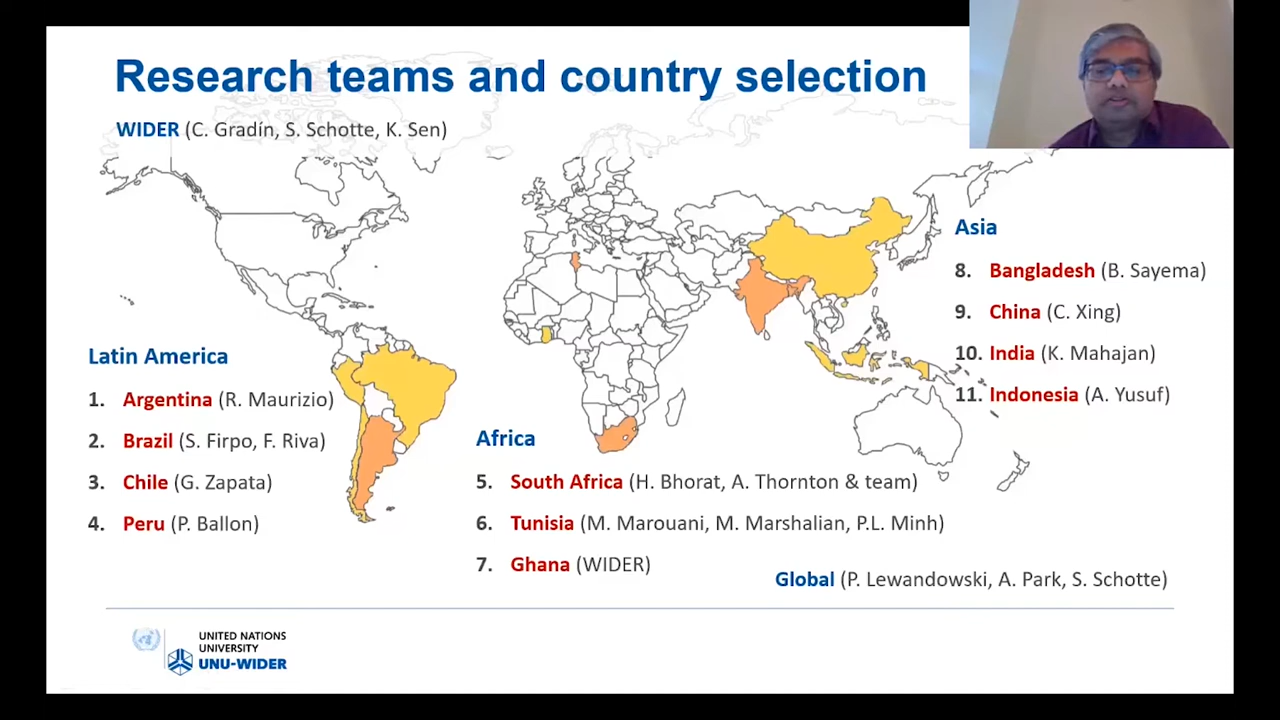 Research teams and country selection
WIDER (C. Gradín, S. Schotte, K. Sen)
Latin America
1. Argentina (R. Maurizio)
2. Brazil (S. Firpo, F. Riva)
3. Chile (G. Zapata)
4. Peru (P. Ballon)
Africa
5. South Africa (H. Bhorat, A. Thornton & team)
6. Tunisia (M. Marouani, M. Marshalian, P.L. Minh)
7. Ghana (WIDER)
Asia
8. Bangladesh (B. Sayema)
9. China (C. Xing)
10. India (K. Mahajan)
11. Indonesia (A. Yusuf)
Global (P. Lewandowski, A. Park, S. Schotte)
UNITED NATIONS
UNIVERSITY
UNU-WIDER